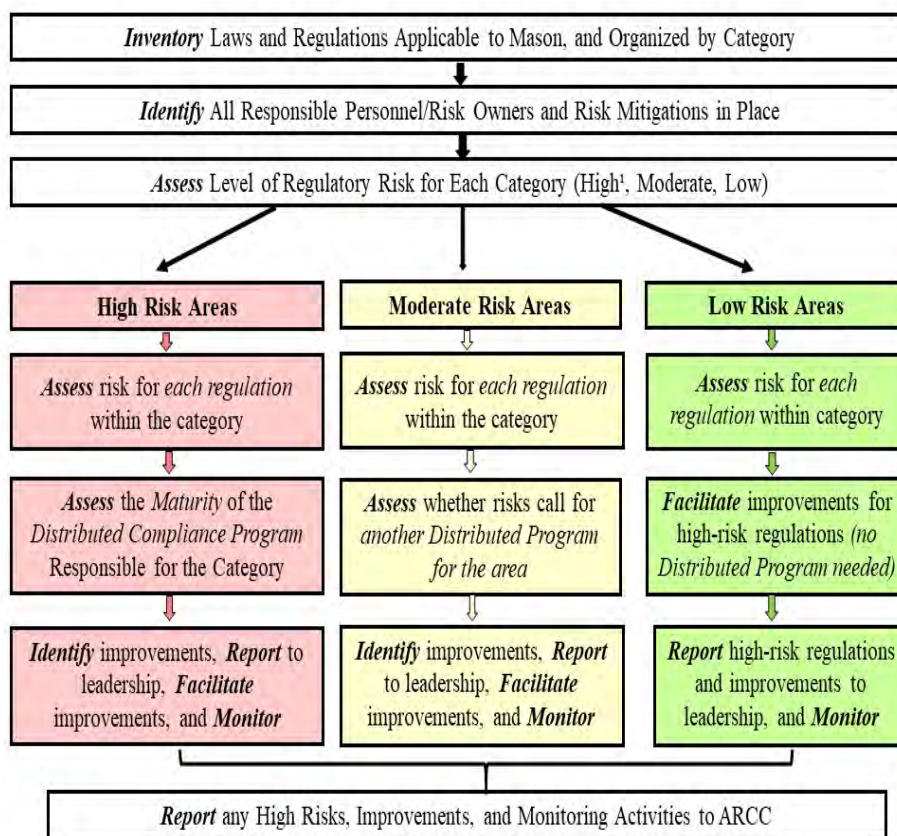 Inventory Laws and Regulations Applicable to Mason, and Organized by Category
Identify All Responsible Personnel/Risk Owners and Risk Mitigations in Place
Assess Level of Regulatory Risk for Each Category (High¹, Moderate, Low)
High Risk Areas
Assess risk for each regulation
within the category
Assess the Maturity of the
Distributed Compliance Program
Responsible for the Category
Identify improvements, Report to
leadership, Facilitate
improvements, and Monitor
Moderate Risk Areas
Assess risk for each regulation
within the category
Assess whether risks call for
another Distributed Program
for the area
Identify improvements, Report
to leadership, Facilitate
improvements, and Monitor
Low Risk Areas
Assess risk for each
regulation within category
Facilitate improvements for
high-risk regulations (no
Distributed Program needed)
Report high-risk regulations
and improvements to
leadership, and Monitor
Report any High Risks, Improvements, and Monitoring Activities to ARCC